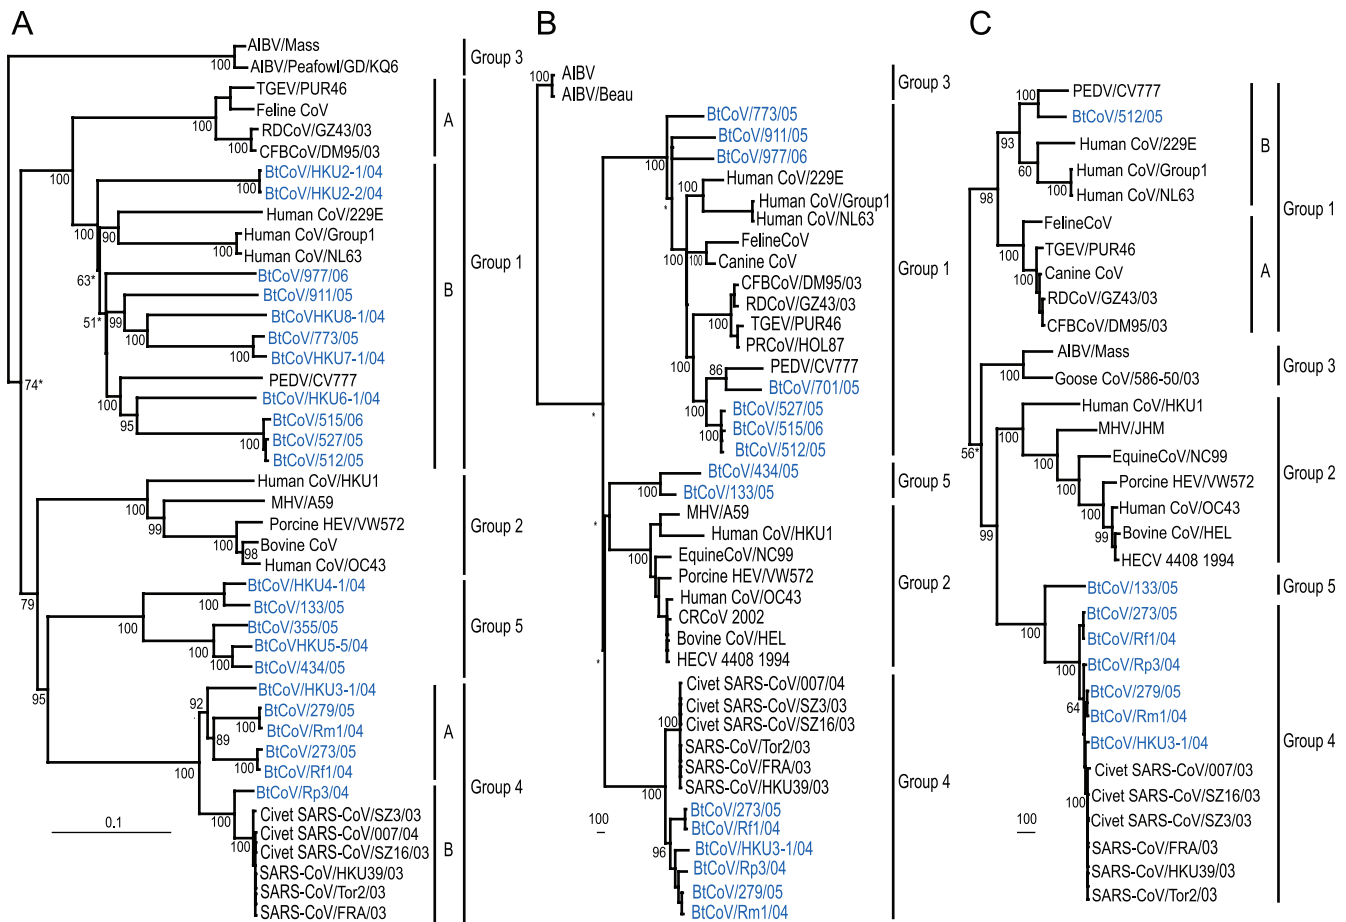 A
AIBV/Mass
100
AIBV/Peafowl/GD/KQ6
Group 3
TGEV/PUR46
Feline CoV
100
RDCoV/GZ43/03
100
CFBCoV/DM95/03
A
100
BtCoV/HKU2-1/04
100
BtCoV/HKU2-2/04
Human CoV/229E
100
90
Human CoV/Group1
100
Human CoV/NL63
63*
BtCoV/977/06
BtCoV/911/05
51*
99
BtCoVHKU8-1/04
100
BtCoV/773/05
100
BtCoVHKU7-1/04
B
Group 1
74*
PEDV/CV777
100
BtCoV/HKU6-1/04
95
BtCoV/515/06
100
BtCoV/527/05
BtCoV/512/05
Human CoV/HKU1
100
MHV/A59
99
Porcine HEV/VW572
100
Bovine CoV
98
Human CoV/OC43
Group 2
79
BtCoV/HKU4-1/04
100
BtCoV/133/05
100
BtCoV/355/05
BtCoVHKU5-5/04
100
100
BtCoV/434/05
Group 5
95
BtCoV/HKU3-1/04
92
BtCoV/279/05
100
BtCoV/Rm1/04
89
BtCoV/273/05
100
BtCoV/Rf1/04
A
100
BtCoV/Rp3/04
100
Civet SARS-CoV/SZ3/03
Civet SARS-CoV/007/04
100
Civet SARS-CoV/SZ16/03
SARS-CoV/HKU39/03
SARS-CoV/Tor2/03
SARS-CoV/FRA/03
B
Group 4
0.1
B
100
AIBV
AIBV/Beau
Group 3
BtCoV/773/05
BtCoV/911/05
BtCoV/977/06
100
Human CoV/229E
100
Human CoV/Group1
100
Human CoV/NL63
*
FelineCoV
100
100
Canine CoV
CFBCoV/DM95/03
RDCoV/GZ43/03
100
TGEV/PUR46
PRCoV/HOL87
100
PEDV/CV777
86
BtCoV/701/05
100
BtCoV/527/05
BtCoV/515/06
100
BtCoV/512/05
Group 1
*
BtCoV/434/05
100
BtCoV/133/05
Group 5
*
MHV/A59
Human CoV/HKU1
100
EquineCoV/NC99
Porcine HEV/VW572
Human CoV/OC43
CRCoV 2002
Bovine CoV/HEL
HECV 4408 1994
Group 2
*
Civet SARS-CoV/007/04
Civet SARS-CoV/SZ3/03
100
Civet SARS-CoV/SZ16/03
SARS-CoV/Tor2/03
SARS-CoV/FRA/03
SARS-CoV/HKU39/03
100
BtCoV/273/05
BtCoV/Rf1/04
BtCoV/HKU3-1/04
96
BtCoV/Rp3/04
BtCoV/279/05
BtCoV/Rm1/04
Group 4
100
C
PEDV/CV777
100
BtCoV/512/05
93
Human CoV/229E
60
Human CoV/Group1
100
Human CoV/NL63
B
98
FelineCoV
100
TGEV/PUR46
Canine CoV
100
RDCoV/GZ43/03
CFBCoV/DM95/03
A
Group 1
AIBV/Mass
100
Goose CoV/586-50/03
Group 3
56*
Human CoV/HKU1
100
MHV/JHM
100
EquineCoV/NC99
100
Porcine HEV/VW572
100
Human CoV/OC43
99
Bovine CoV/HEL
HECV 4408 1994
Group 2
99
BtCoV/133/05
Group 5
100
BtCoV/273/05
BtCoV/Rf1/04
100
BtCoV/Rp3/04
BtCoV/279/05
64
BtCoV/Rm1/04
BtCoV/HKU3-1/04
Civet SARS-CoV/007/03
100
Civet SARS-CoV/SZ16/03
Civet SARS-CoV/SZ3/03
SARS-CoV/FRA/03
SARS-CoV/HKU39/03
SARS-CoV/Tor2/03
Group 4
100